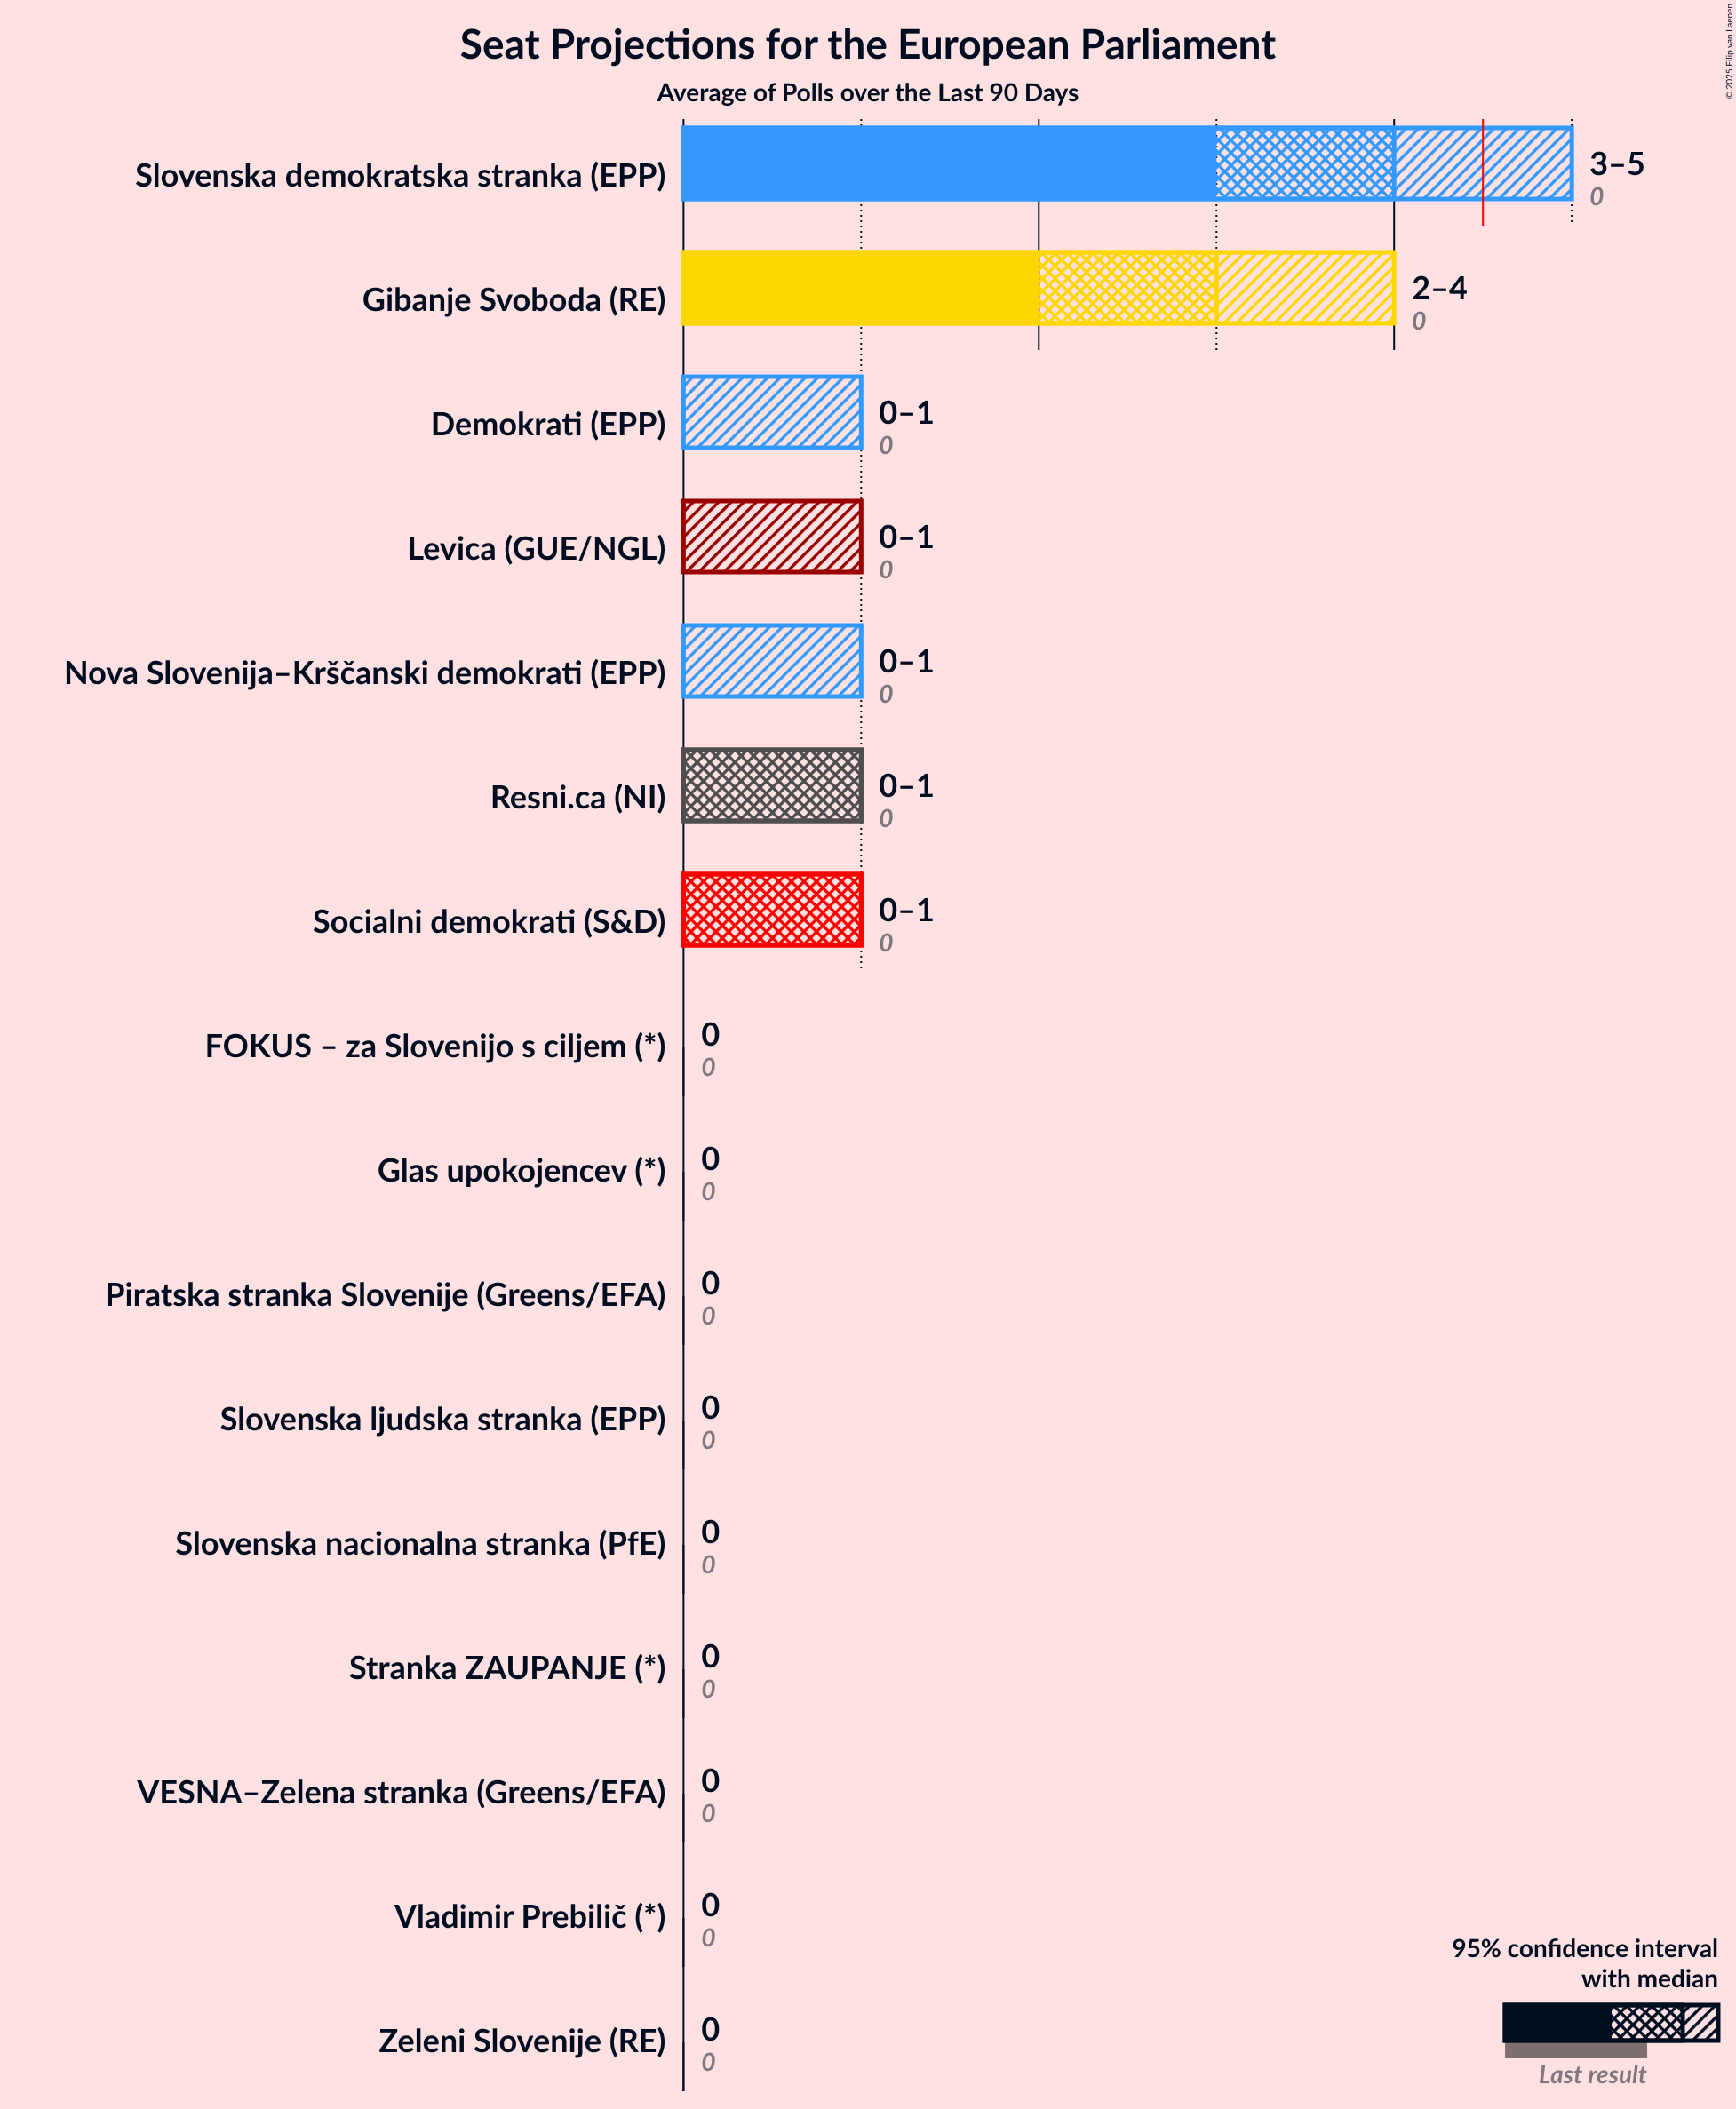 Seat Projections for the European Parliament
Average of Polls over the Last 90 Days
© 2025 Filip van Laenen
Slovenska demokratska stranka (EPP)
3–5
0
Gibanje Svoboda (RE)
2–4
0
Demokrati (EPP)
0–1
0
Levica (GUE/NGL)
0–1
0
Nova Slovenija–Krščanski demokrati (EPP)
0–1
0
Resni.ca (NI)
0–1
0
Socialni demokrati (S&D)
0–1
0
FOKUS – za Slovenijo s ciljem (*)
0
0
Glas upokojencev (*)
0
0
Piratska stranka Slovenije (Greens/EFA)
0
0
Slovenska ljudska stranka (EPP)
0
0
Slovenska nacionalna stranka (PfE)
0
0
Stranka ZAUPANJE (*)
0
0
VESNA–Zelena stranka (Greens/EFA)
0
0
Vladimir Prebilič (*)
0
0
Zeleni Slovenije (RE)
0
0
95% confidence interval
with median
Last result